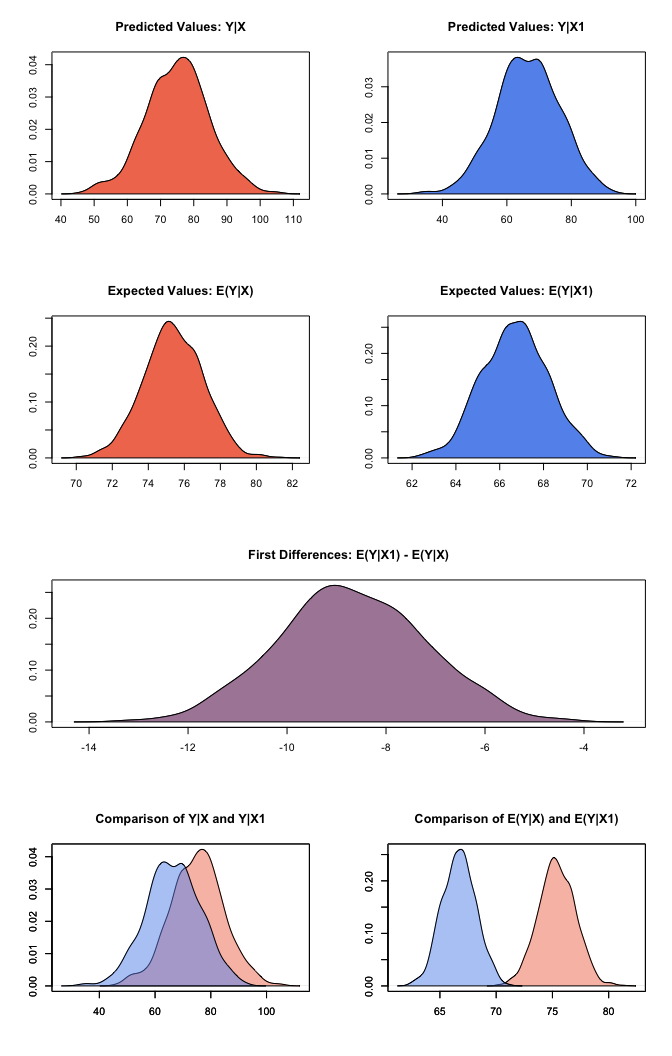 Predicted Values: Y|X
0.00 0.01 0.02 0.03 0.04
40 50 60 70 80 90 100 110
Predicted Values: Y|X1
0.00 0.01 0.02 0.03
40 60 80 100
Expected Values: E(Y|X)
0.00 0.10 0.20
70 72 74 76 78 80 82
Expected Values: E(Y|X1)
0.00 0.10 0.20
62 64 66 68 70 72
First Differences: E(Y|X1) - E(Y|X)
0.00 0.10 0.20
-14 -12 -10 -8 -6 -4
Comparison of Y|X and Y|X1
0.00 0.01 0.02 0.03 0.04
40 60 80 100
Comparison of E(Y|X) and E(Y|X1)
0.00 0.10 0.20
65 70 75 80